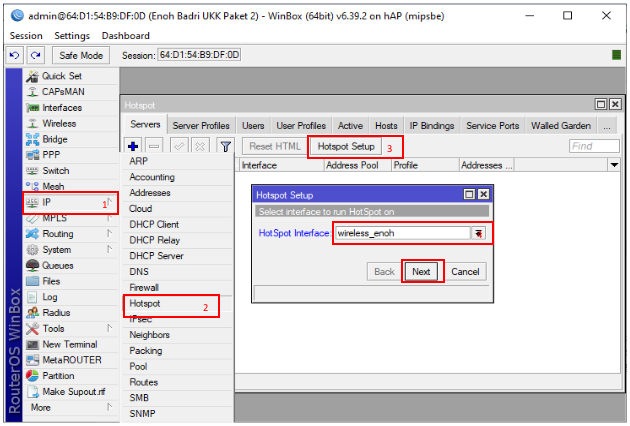 admin@64:D1:54:B9:DF:0D (Enoh Badri UKK Paket 2) - WinBox (64bit) v6.39.2 on hAP (mipsbe)
Session Settings Dashboard
Safe Mode Session: 64:D1:54:B9:DF:0D
Quick Set
CAPsMAN
Interfaces
Wireless
Bridge
PPP
Switch
Mesh
IP 1
MPLS
Routing
System
Queues
Files
Log
Radius
Tools
New Terminal
MetaROUTER
Partition
Make Supout.rif
More
RouterOS WinBox
ARP
Accounting
Addresses
Cloud
DHCP Client
DHCP Relay
DHCP Server
DNS
Firewall
Hotspot 2
IPsec
Neighbors
Packing
Pool
Routes
SMB
SNMP
Hotspot
Servers Server Profiles Users User Profiles Active Hosts IP Bindings Service Ports Walled Garden ...
Reset HTML Hotspot Setup 3 Find
Interface Address Pool Profile Addresses ...
Hotspot Setup
Select interface to run HotSpot on
HotSpot Interface: wireless_enoh
Back Next Cancel